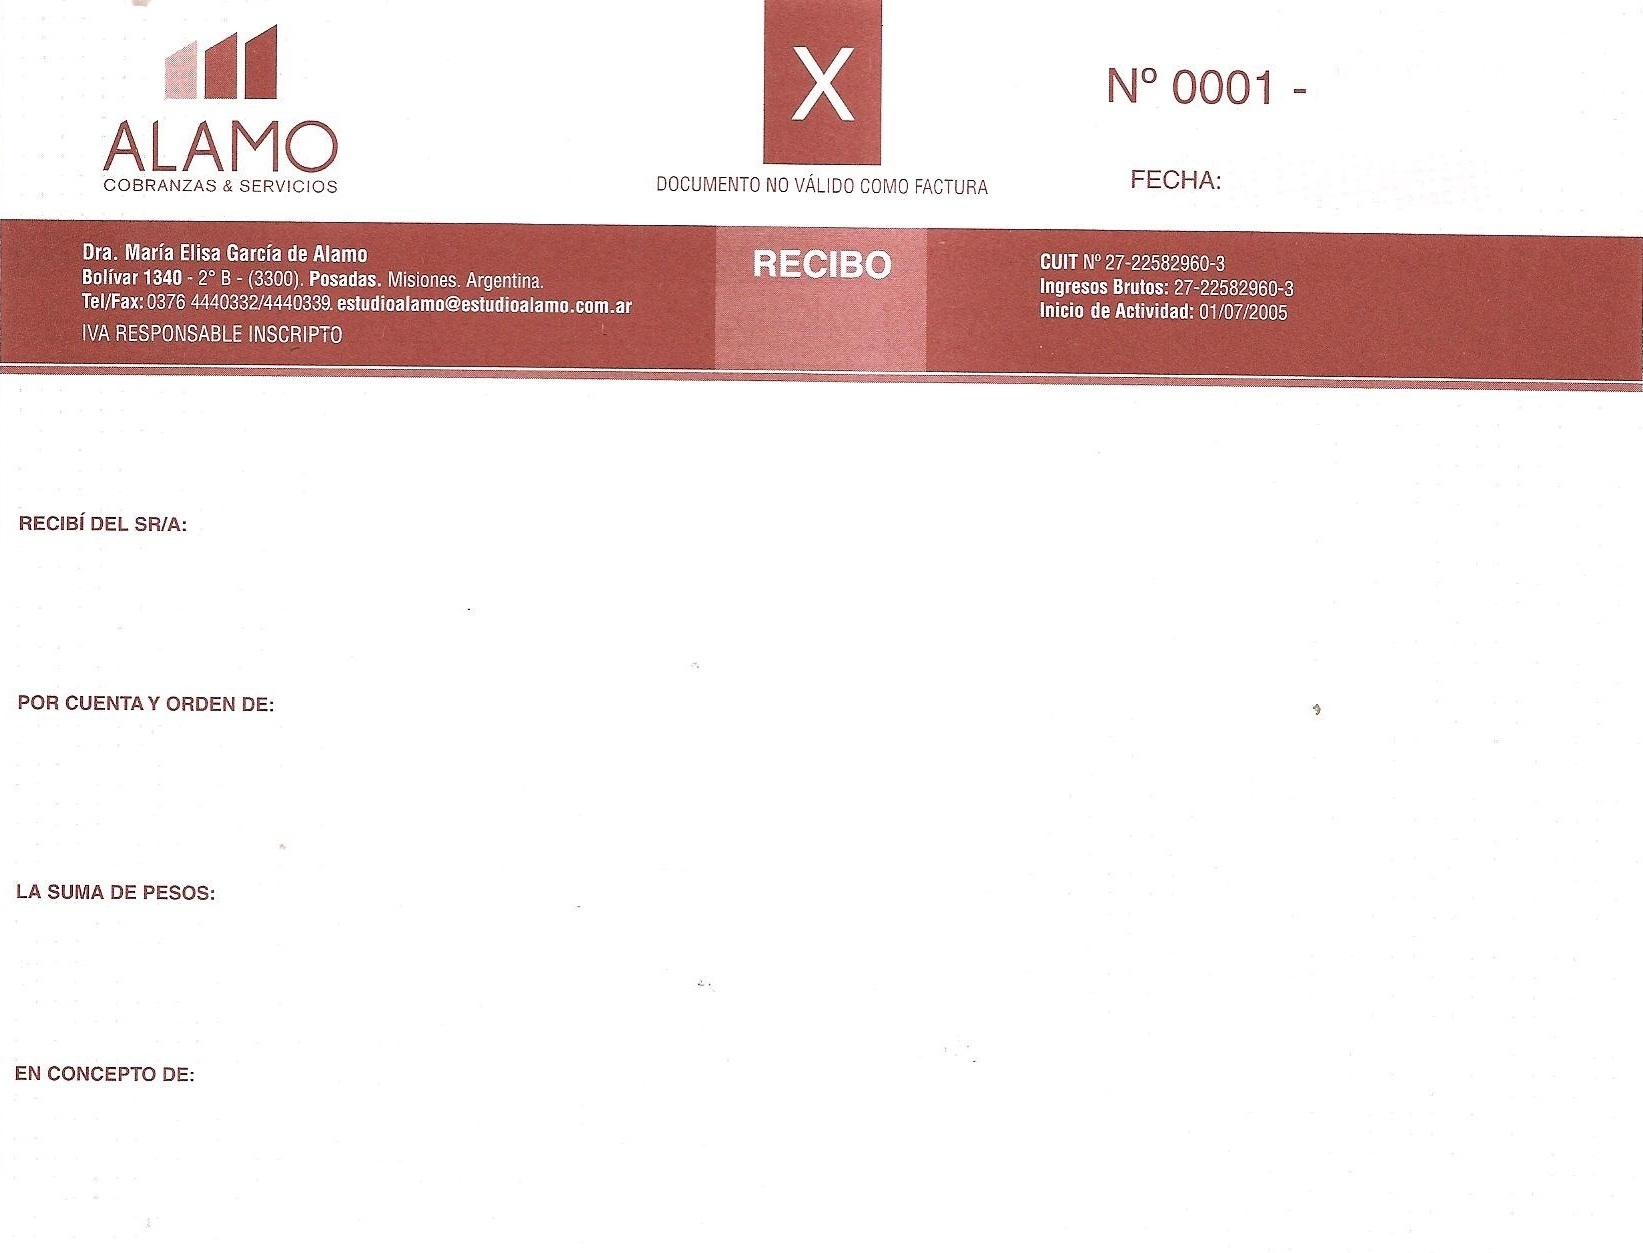 ALAMO
COBRANZAS & SERVICIOS
X
DOCUMENTO NO VÁLIDO COMO FACTURA
Nº 0001 -
FECHA:
Dra. María Elisa García de Alamo
Bolívar 1340 - 2° B - (3300). Posadas. Misiones. Argentina.
Tel/Fax: 0376 4440332/4440339. estudioalamo@estudioalamo.com.ar
IVA RESPONSABLE INSCRIPTO
RECIBO
CUIT Nº 27-22582960-3
Ingresos Brutos: 27-22582960-3
Inicio de Actividad: 01/07/2005
RECIBÍ DEL SR/A:
POR CUENTA Y ORDEN DE:
LA SUMA DE PESOS:
EN CONCEPTO DE: